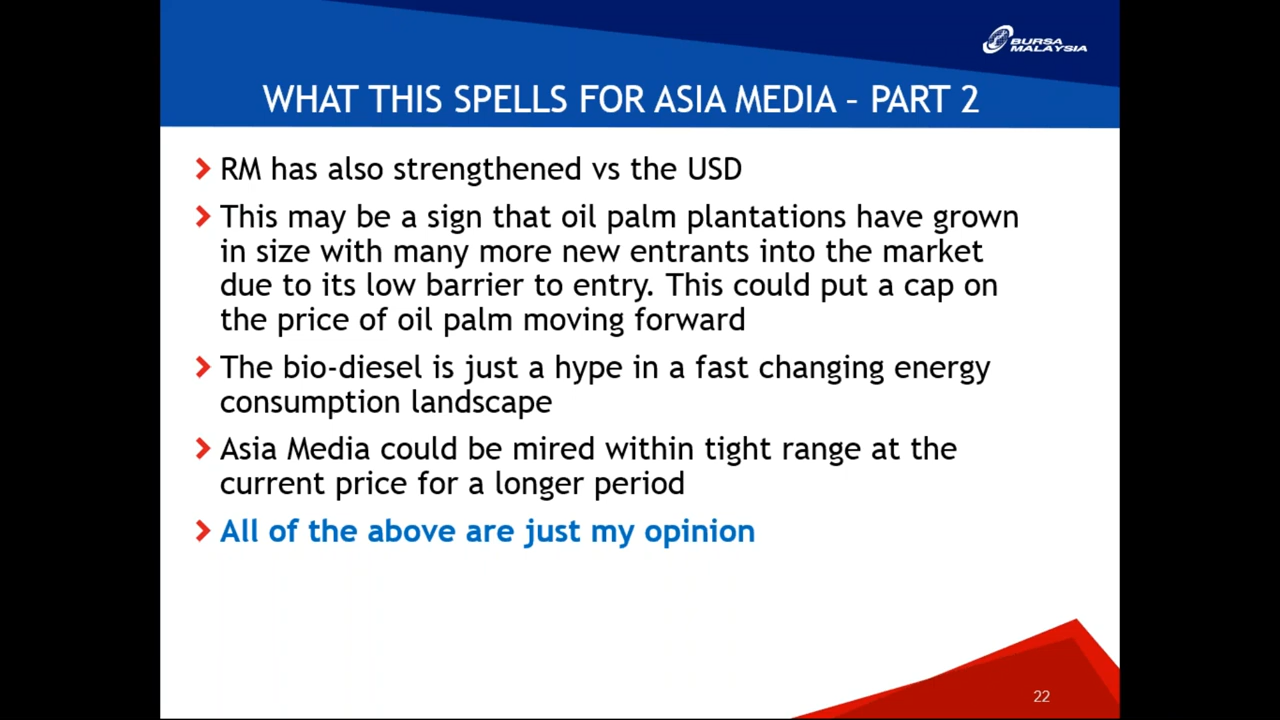 BURSA
MALAYSIA
WHAT THIS SPELLS FOR ASIA MEDIA – PART 2
RM has also strengthened vs the USD
This may be a sign that oil palm plantations have grown
in size with many more new entrants into the market
due to its low barrier to entry. This could put a cap on
the price of oil palm moving forward
The bio-diesel is just a hype in a fast changing energy
consumption landscape
Asia Media could be mired within tight range at the
current price for a longer period
All of the above are just my opinion
22